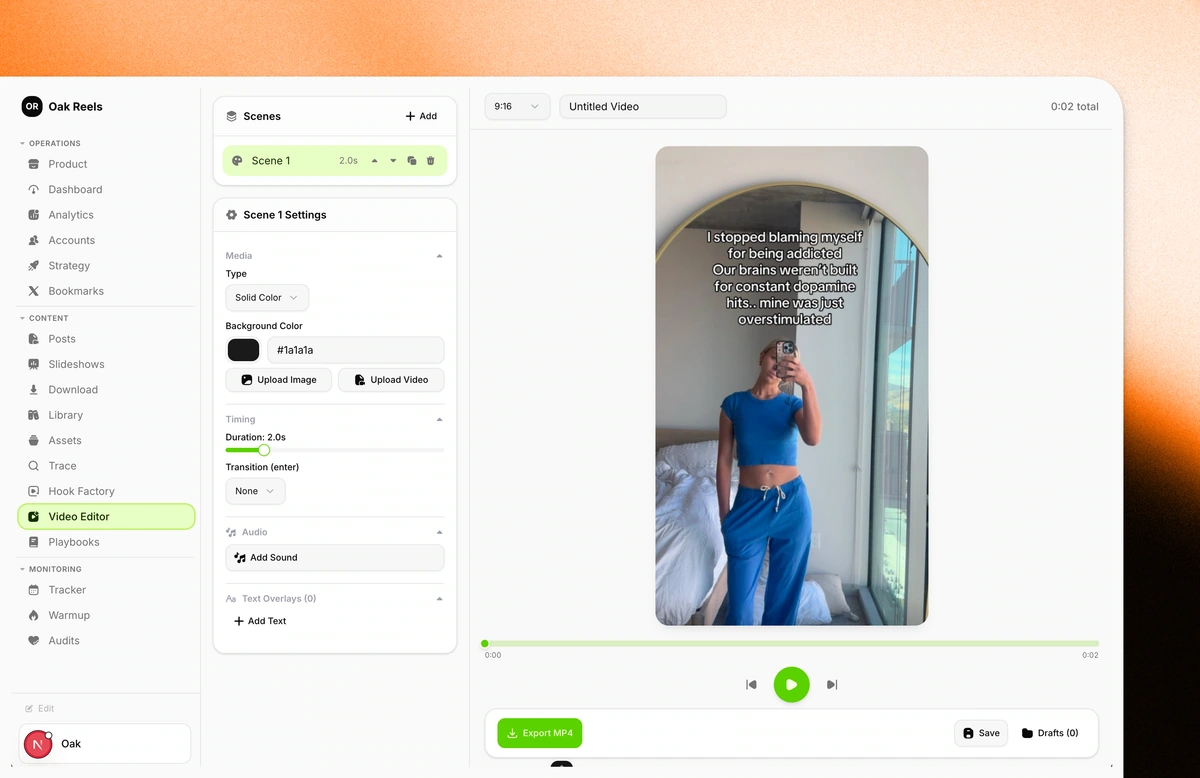 OR Oak Reels
OPERATIONS
Product
Dashboard
Analytics
Accounts
Strategy
Bookmarks
CONTENT
Posts
Slideshows
Download
Library
Assets
Trace
Hook Factory
Video Editor
Playbooks
MONITORING
Tracker
Warmup
Audits
Edit
N Oak
Scenes
Add
Scene 1 2.0s
Scene 1 Settings
Media
Type
Solid Color
Background Color
#1a1a1a
Upload Image Upload Video
Timing
Duration: 2.0s
Transition (enter)
None
Audio
Add Sound
Aa Text Overlays (0)
Add Text
9:16 Untitled Video 0:02 total
I stopped blaming myself
for being addicted
Our brains weren't built
for constant dopamine
hits.. mine was just
overstimulated
0:00 0:02
Export MP4 Save Drafts (0)